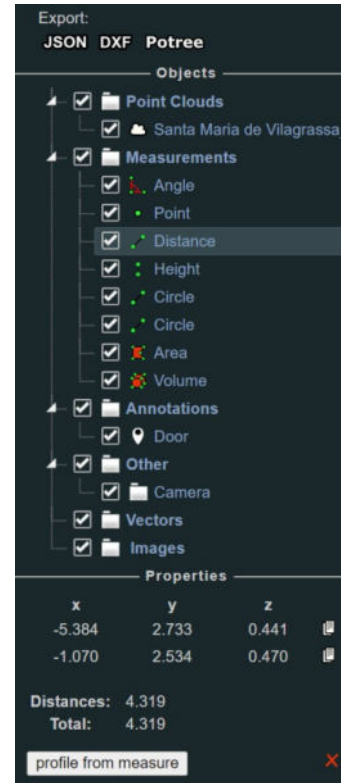 Export:
JSON DXF Potree
Objects
Point Clouds
Santa Maria de Vilagrassa
Measurements
Angle
Point
Distance
Height
Circle
Circle
Area
Volume
Annotations
Door
Other
Camera
Vectors
Images
Properties
x y z
-5.384 2.733 0.441
-1.070 2.534 0.470
Distances: 4.319
Total: 4.319
profile from measure